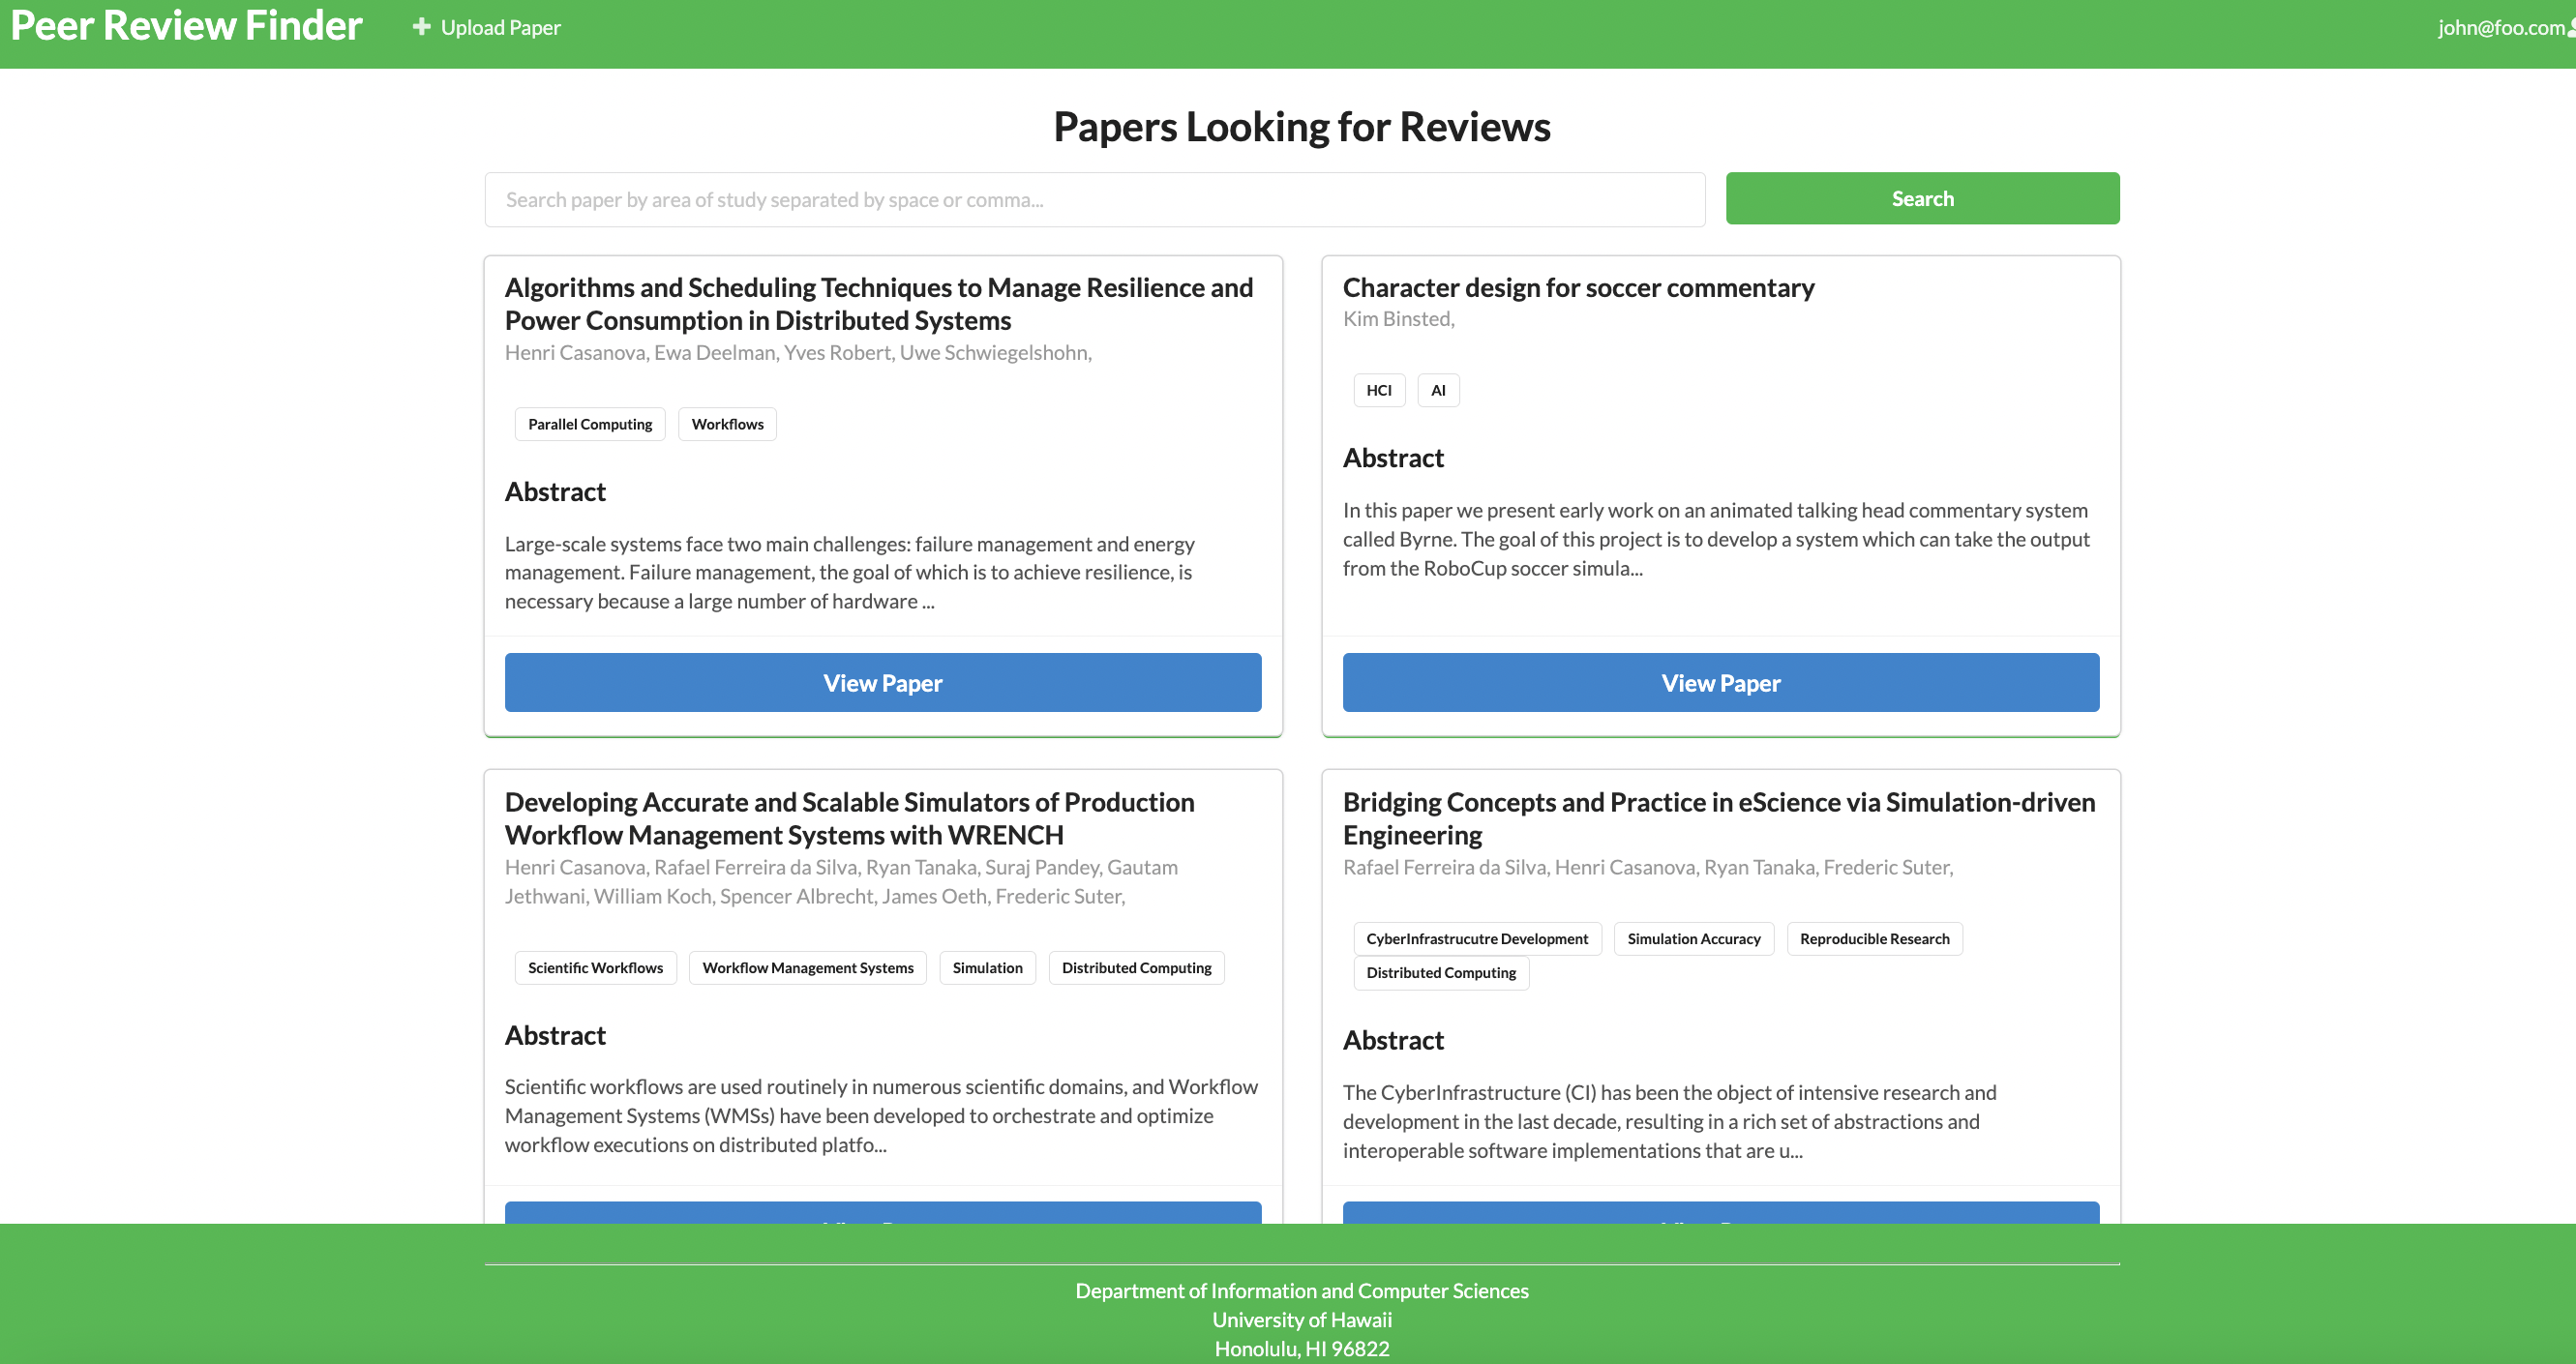 Peer Review Finder
Upload Paper
john@foo.com
Papers Looking for Reviews
Search paper by area of study separated by space or comma...
Search
Algorithms and Scheduling Techniques to Manage Resilience and
Power Consumption in Distributed Systems
Henri Casanova, Ewa Deelman, Yves Robert, Uwe Schwiegelshohn,
Parallel Computing
Workflows
Abstract
Large-scale systems face two main challenges: failure management and energy
management. Failure management, the goal of which is to achieve resilience, is
necessary because a large number of hardware ...
View Paper
Character design for soccer commentary
Kim Binsted,
HCI
AI
Abstract
In this paper we present early work on an animated talking head commentary system
called Byrne. The goal of this project is to develop a system which can take the output
from the RoboCup soccer simula...
View Paper
Developing Accurate and Scalable Simulators of Production
Workflow Management Systems with WRENCH
Henri Casanova, Rafael Ferreira da Silva, Ryan Tanaka, Suraj Pandey, Gautam
Jethwani, William Koch, Spencer Albrecht, James Oeth, Frederic Suter,
Scientific Workflows
Workflow Management Systems
Simulation
Distributed Computing
Abstract
Scientific workflows are used routinely in numerous scientific domains, and Workflow
Management Systems (WMSs) have been developed to orchestrate and optimize
workflow executions on distributed platfo...
Bridging Concepts and Practice in eScience via Simulation-driven
Engineering
Rafael Ferreira da Silva, Henri Casanova, Ryan Tanaka, Frederic Suter,
CyberInfrastrucutre Development
Simulation Accuracy
Reproducible Research
Distributed Computing
Abstract
The CyberInfrastructure (CI) has been the object of intensive research and
development in the last decade, resulting in a rich set of abstractions and
interoperable software implementations that are u...
Department of Information and Computer Sciences
University of Hawaii
Honolulu, HI 96822